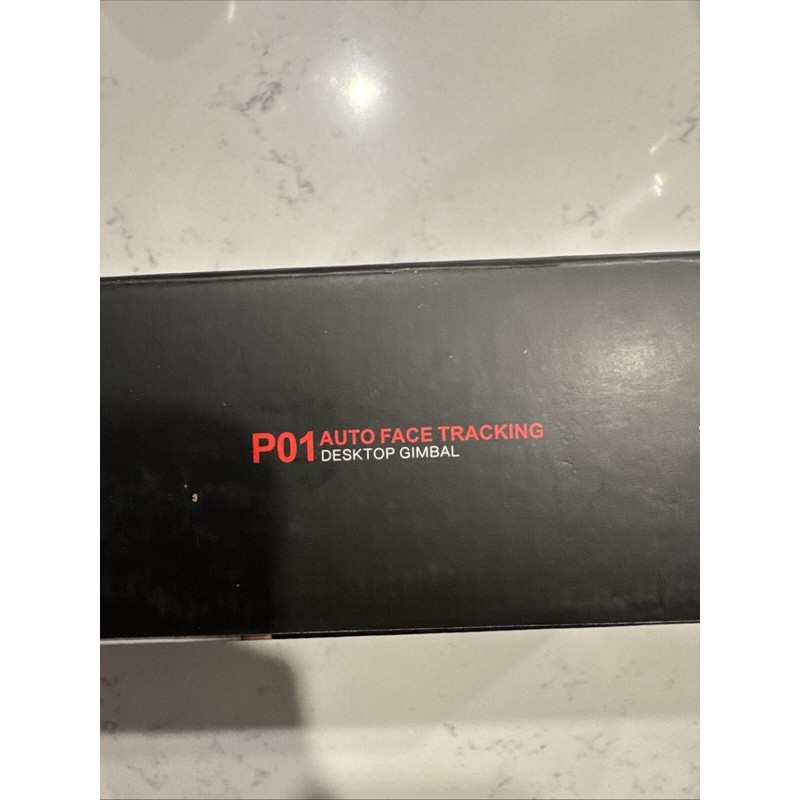 P01 AUTO FACE TRACKING
DESKTOP GIMBAL